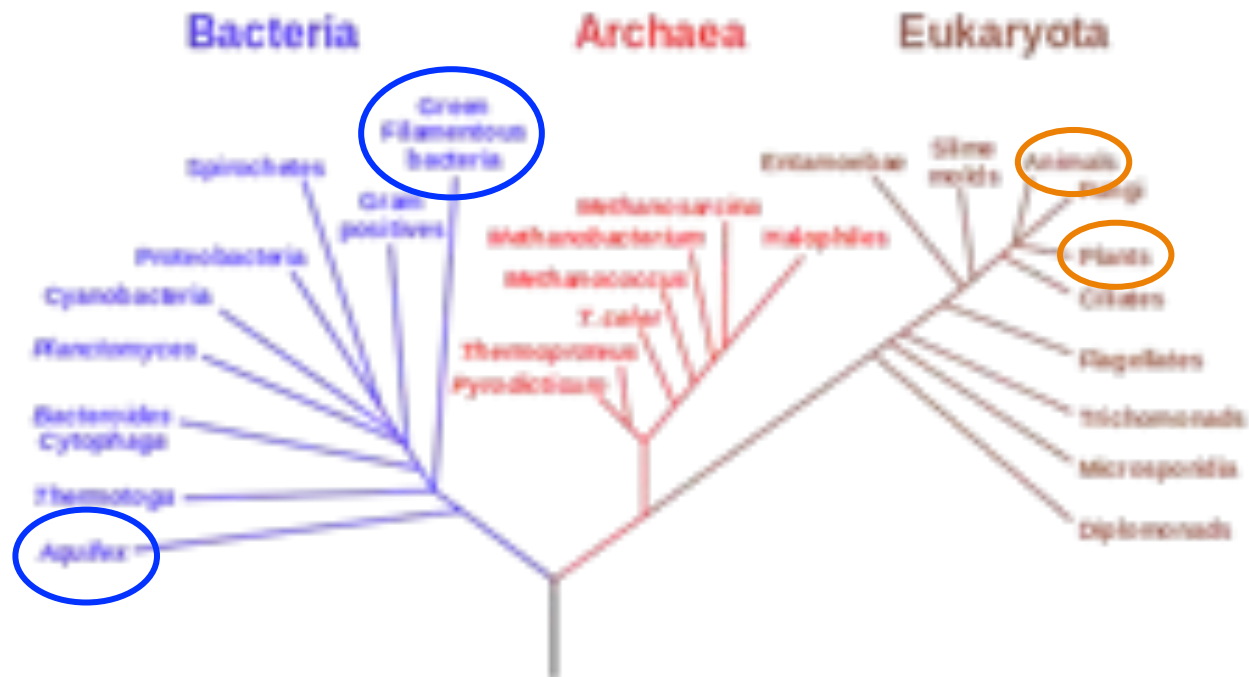 Bacteria
Archaea
Eukaryota
Green
Filamentous
bacteria
Spirochetes
Gram
positives
Proteobacteria
Cyanobacteria
Planctomyces
Bacteroides
Cytophaga
Thermotoga
Aquifex
Methanosarcina
Methanobacterium
Halophiles
Methanococcus
T. celer
Thermoproteus
Pyrodicticum
Entamoebae
Slime
molds
Animals
Fungi
Plants
Ciliates
Flagellates
Trichomonads
Microsporidia
Diplomonads